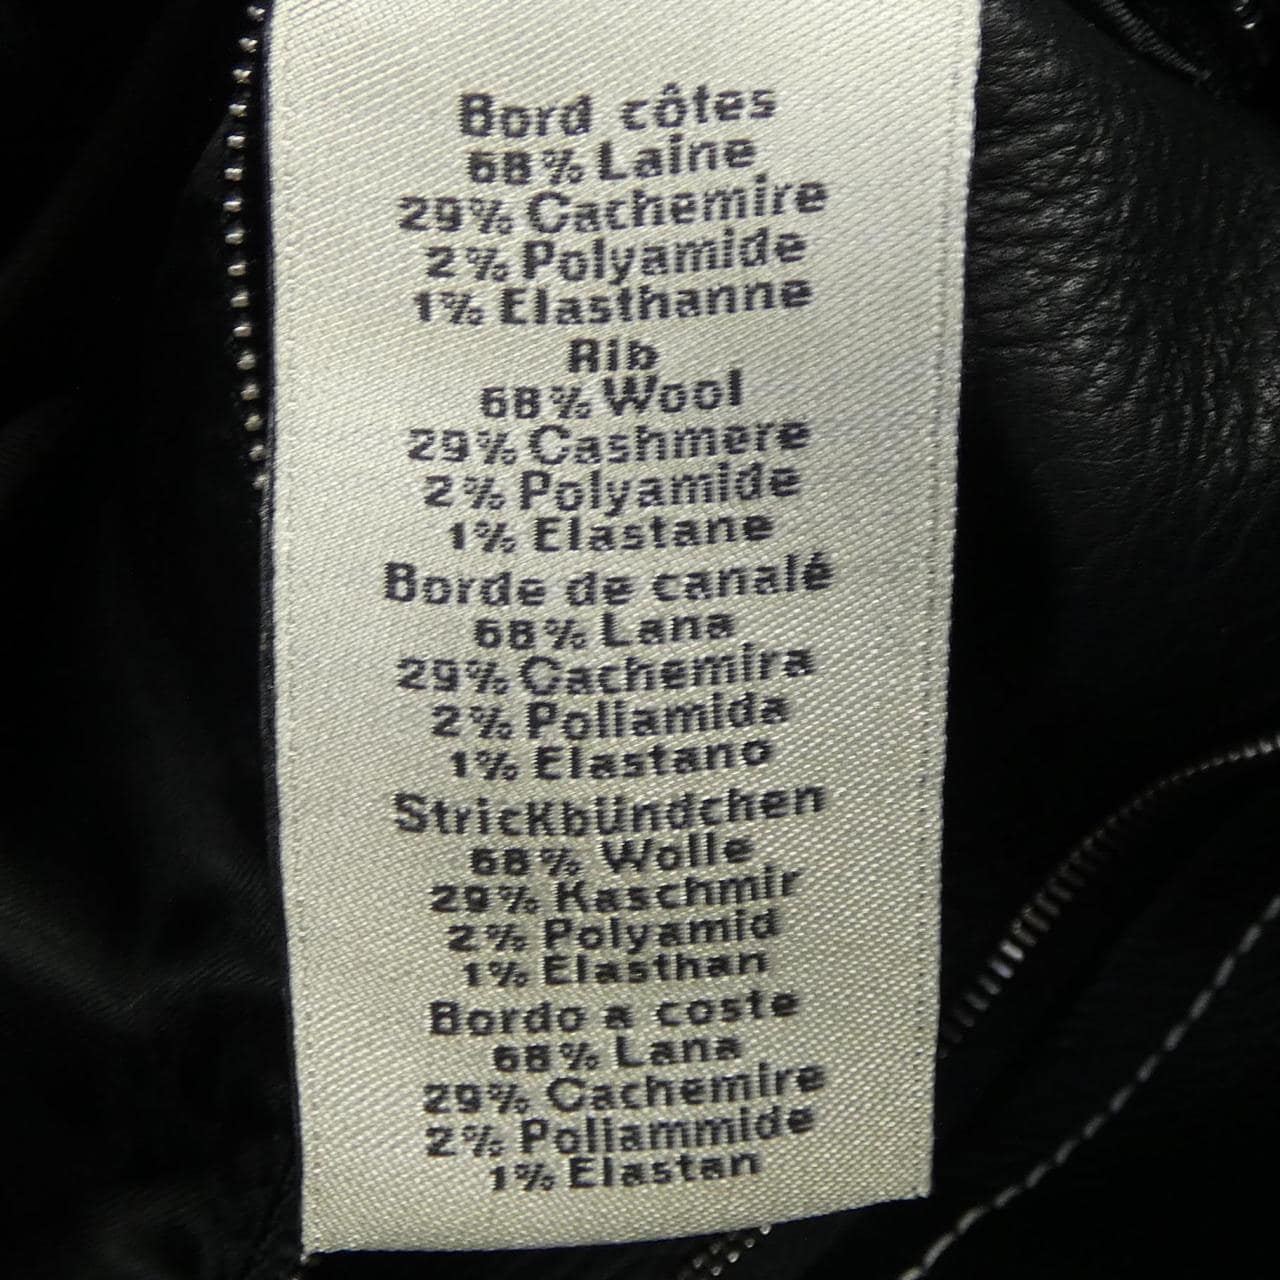 Bord côtes
68% Laine
29% Cachemire
2% Polyamide
1% Elasthanne
Rib
68% Wool
29% Cashmere
2% Polyamide
1% Elastane
Borde de canalé
68% Lana
29% Cachemira
2% Poliamida
1% Elastano
Strickbündchen
68% Wolle
29% Kaschmir
2% Polyamid
1% Elasthan
Bordo a coste
68% Lana
29% Cachemire
2% Poliammide
1% Elastan